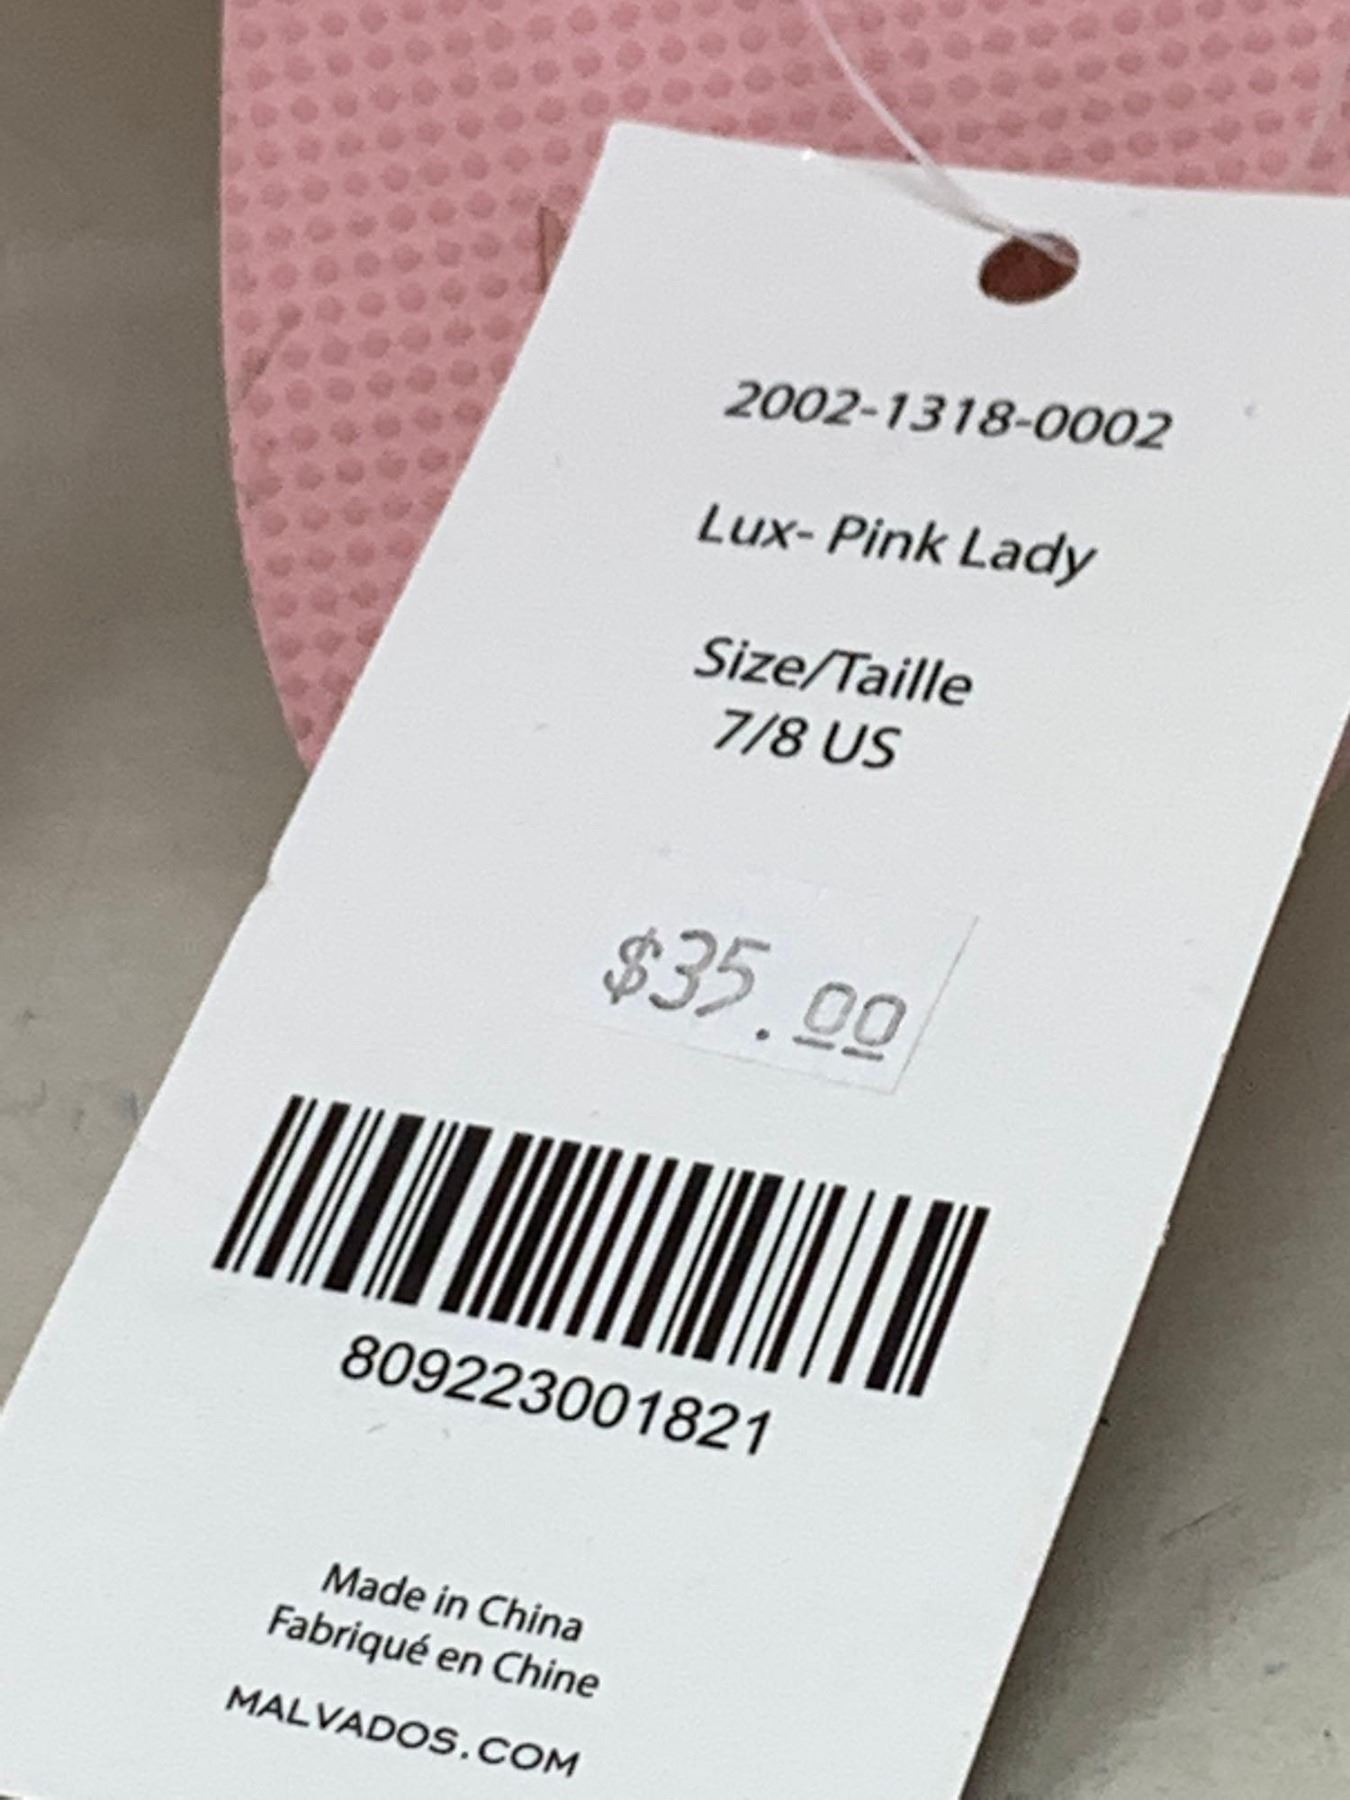 2002-1318-0002
Lux- Pink Lady
Size/Taille
7/8 US
$35.00
809223001821
Made in China
Fabriqué en Chine
MALVADOS.COM